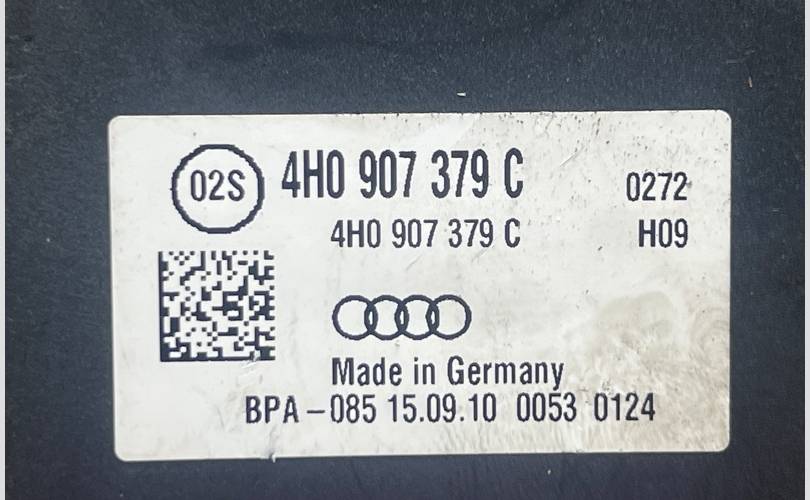 02S 4H0 907 379 C 0272
4H0 907 379 C H09
Made in Germany
BPA-085 15.09.10 0053 0124